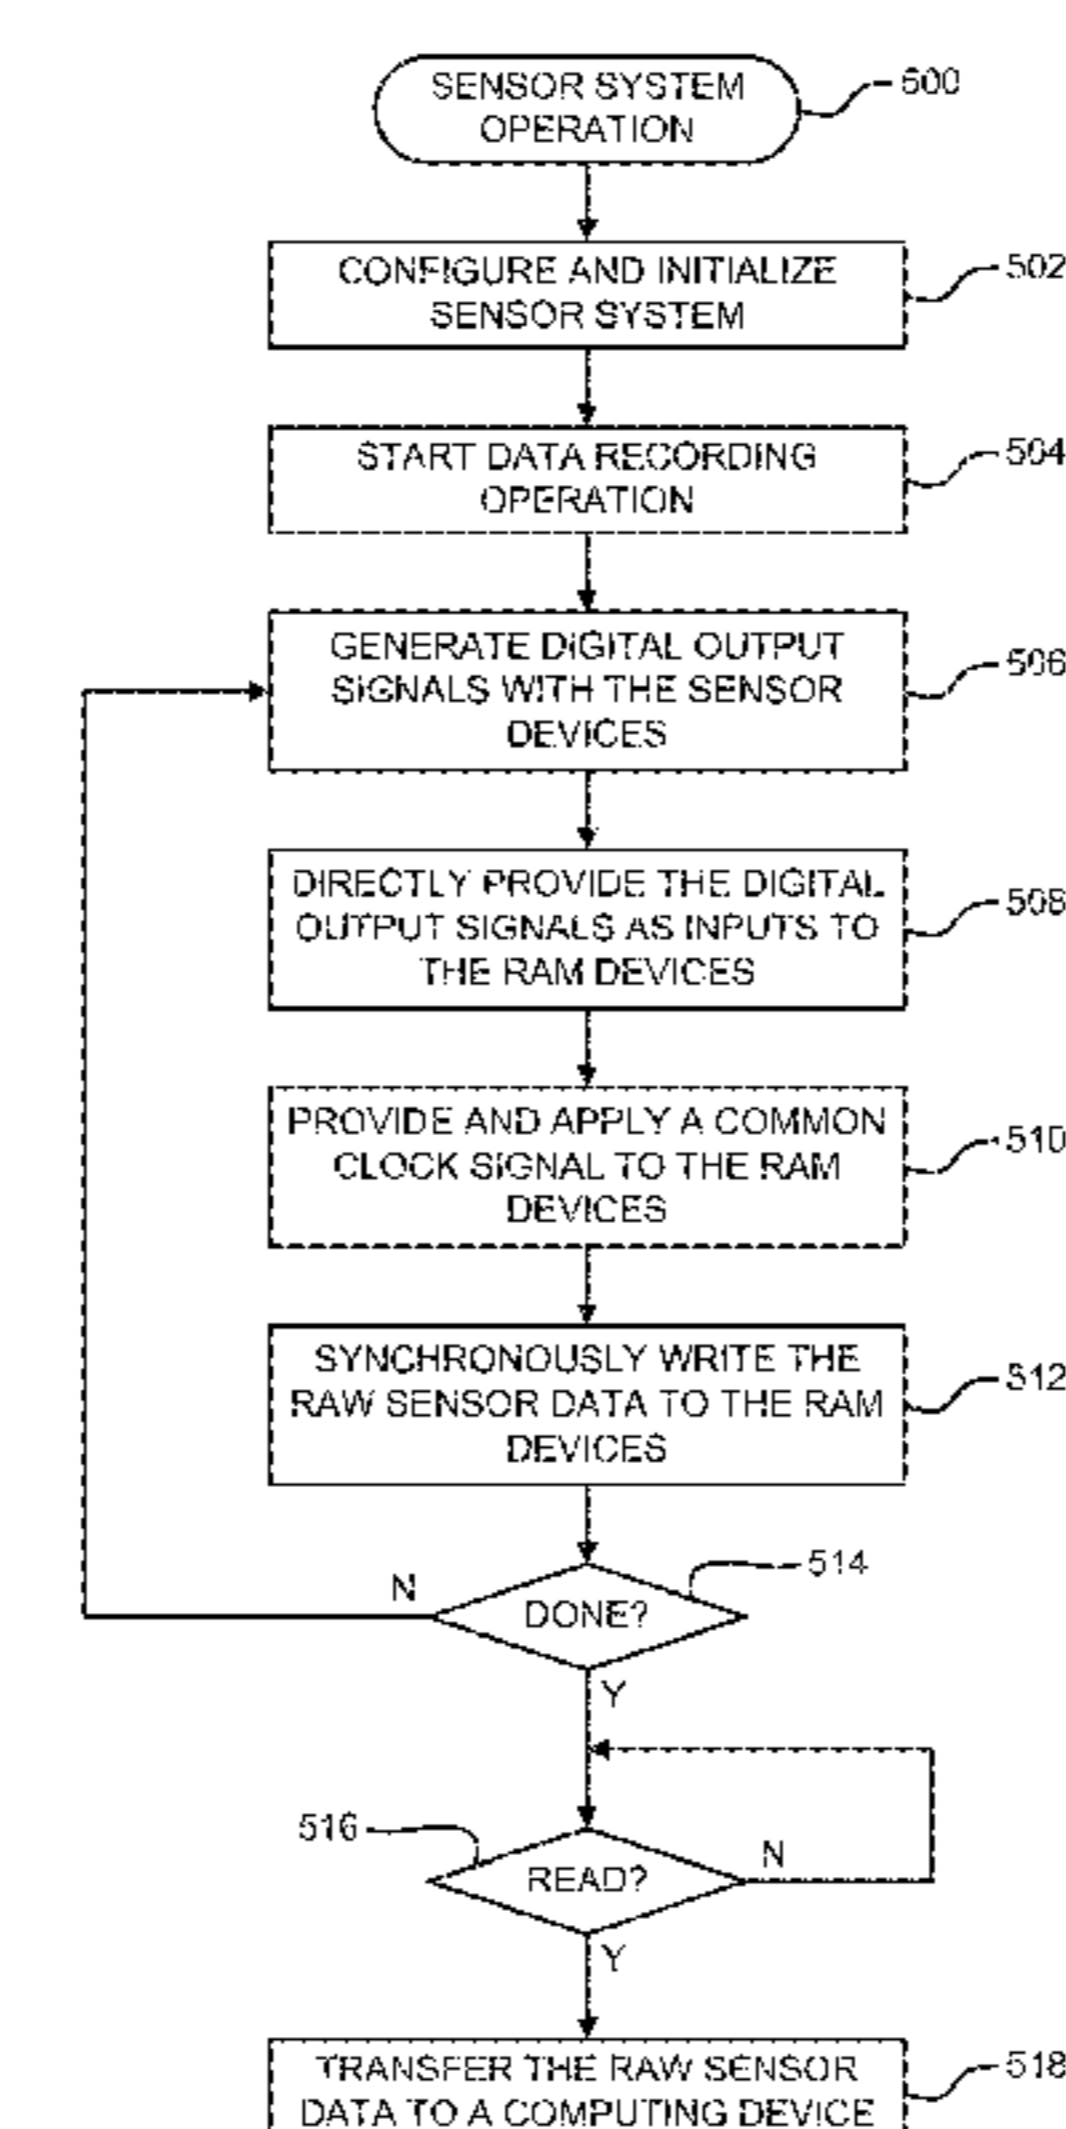 SENSOR SYSTEM
OPERATION
500
CONFIGURE AND INITIALIZE
SENSOR SYSTEM
502
START DATA RECORDING
OPERATION
504
GENERATE DIGITAL OUTPUT
SIGNALS WITH THE SENSOR
DEVICES
506
DIRECTLY PROVIDE THE DIGITAL
OUTPUT SIGNALS AS INPUTS TO
THE RAM DEVICES
508
PROVIDE AND APPLY A COMMON
CLOCK SIGNAL TO THE RAM
DEVICES
510
SYNCHRONOUSLY WRITE THE
RAW SENSOR DATA TO THE RAM
DEVICES
512
514
N
DONE?
Y
516
N
READ?
Y
TRANSFER THE RAW SENSOR
DATA TO A COMPUTING DEVICE
518